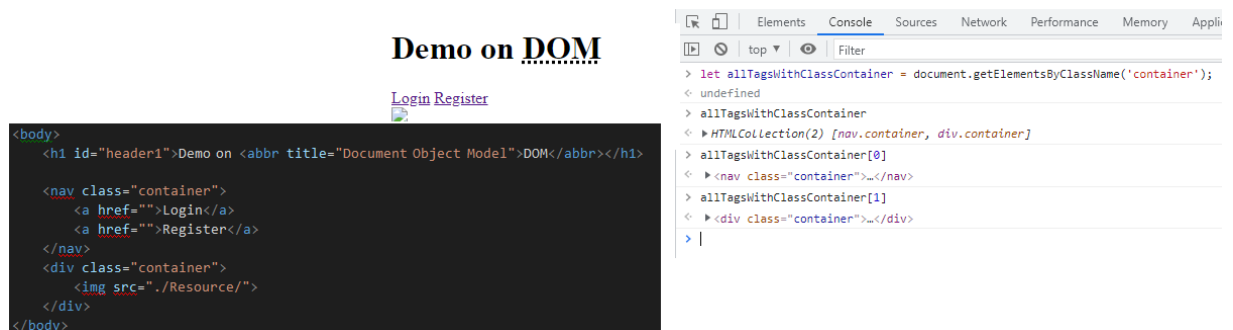 Demo on DOM
Login Register
<body>
<h1 id="header1">Demo on <abbr title="Document Object Model">DOM</abbr></h1>
<nav class="container">
<a href="">Login</a>
<a href="">Register</a>
</nav>
<div class="container">
<img src="./Resource/">
</div>
</body>
Elements Console Sources Network Performance Memory Applic
top ▼ Filter
> let allTagsWithClassContainer = document.getElementsByClassName('container');
<· undefined
> allTagsWithClassContainer
<· ▶HTMLCollection(2) [nav.container, div.container]
> allTagsWithClassContainer[0]
<· ▶<nav class="container">…</nav>
> allTagsWithClassContainer[1]
<· ▶<div class="container">…</div>
>